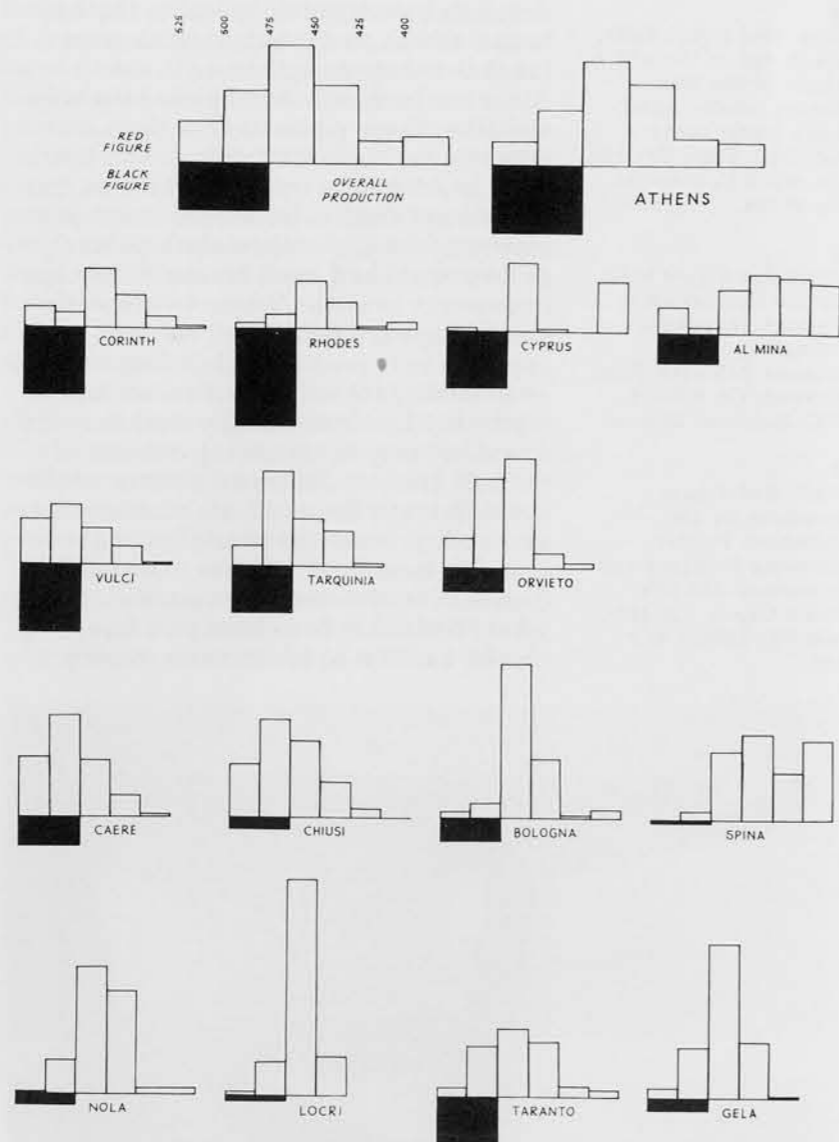 525 500 475 450 425 400
RED FIGURE
BLACK FIGURE
OVERALL PRODUCTION
ATHENS
CORINTH
RHODES
CYPRUS
AL MINA
VULCI
TARQUINIA
ORVIETO
CAERE
CHIUSI
BOLOGNA
SPINA
NOLA
LOCRI
TARANTO
GELA